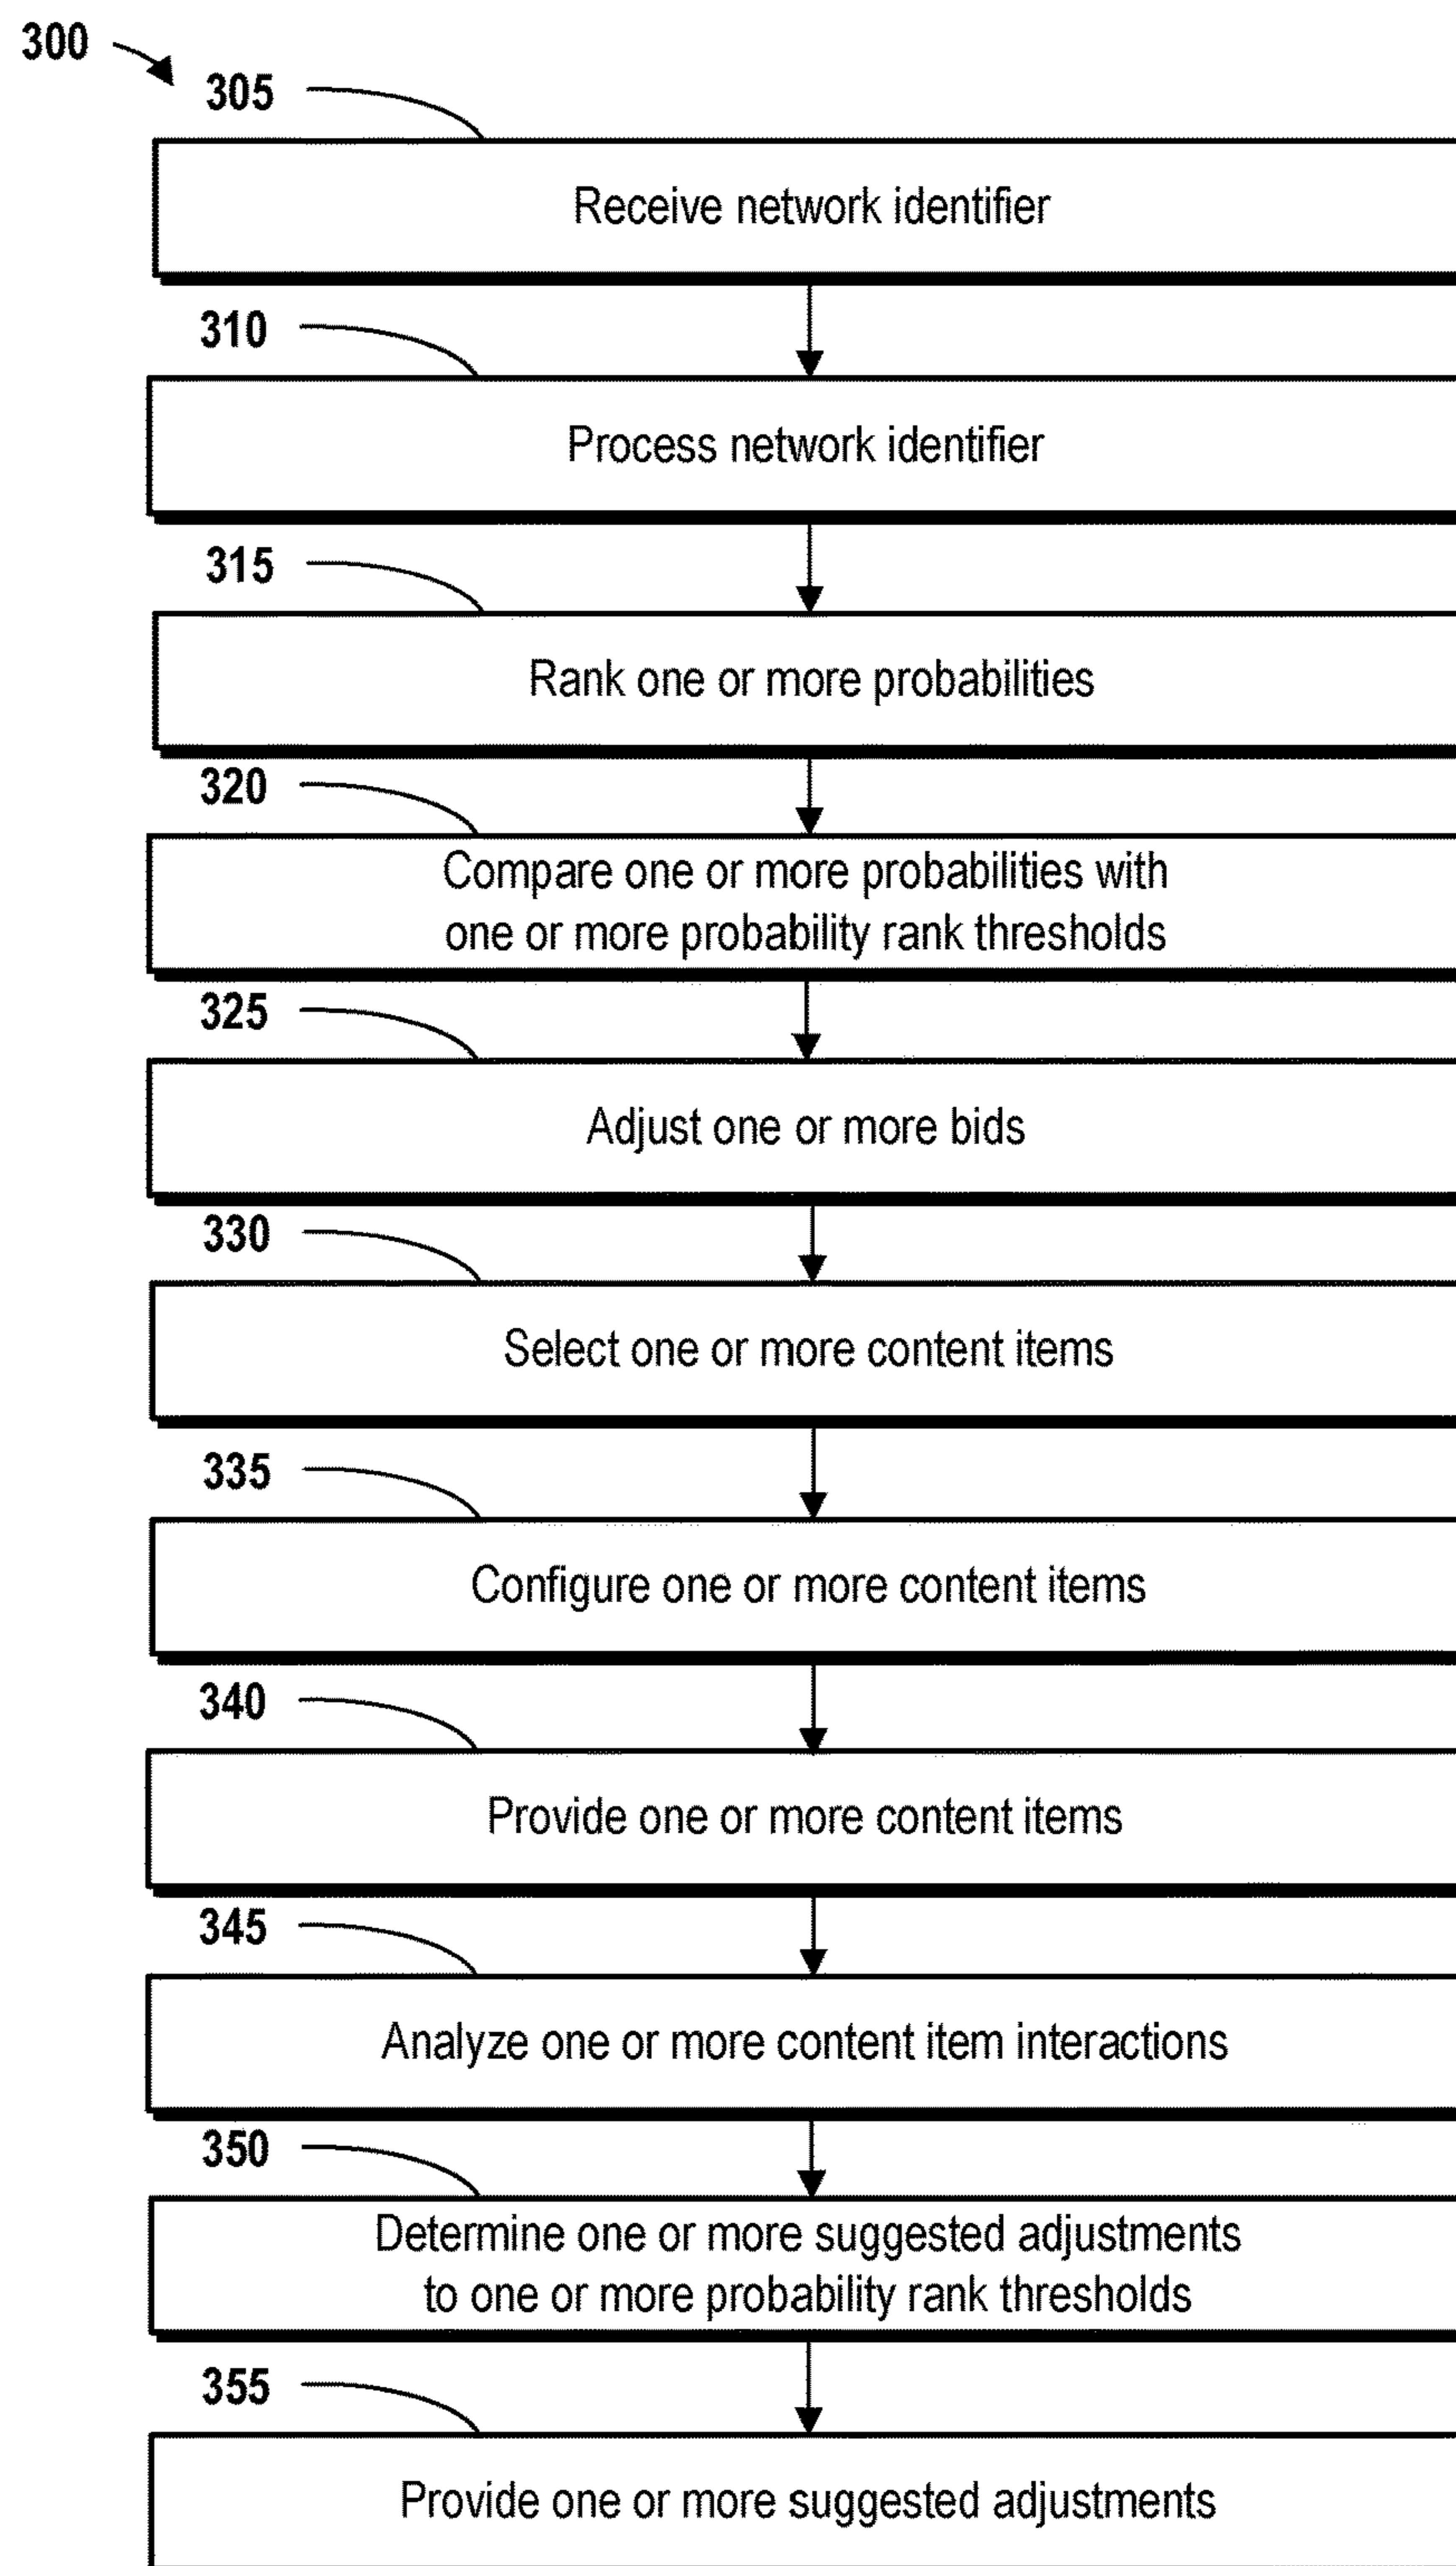 300
305
Receive network identifier
310
Process network identifier
315
Rank one or more probabilities
320
Compare one or more probabilities with
one or more probability rank thresholds
325
Adjust one or more bids
330
Select one or more content items
335
Configure one or more content items
340
Provide one or more content items
345
Analyze one or more content item interactions
350
Determine one or more suggested adjustments
to one or more probability rank thresholds
355
Provide one or more suggested adjustments